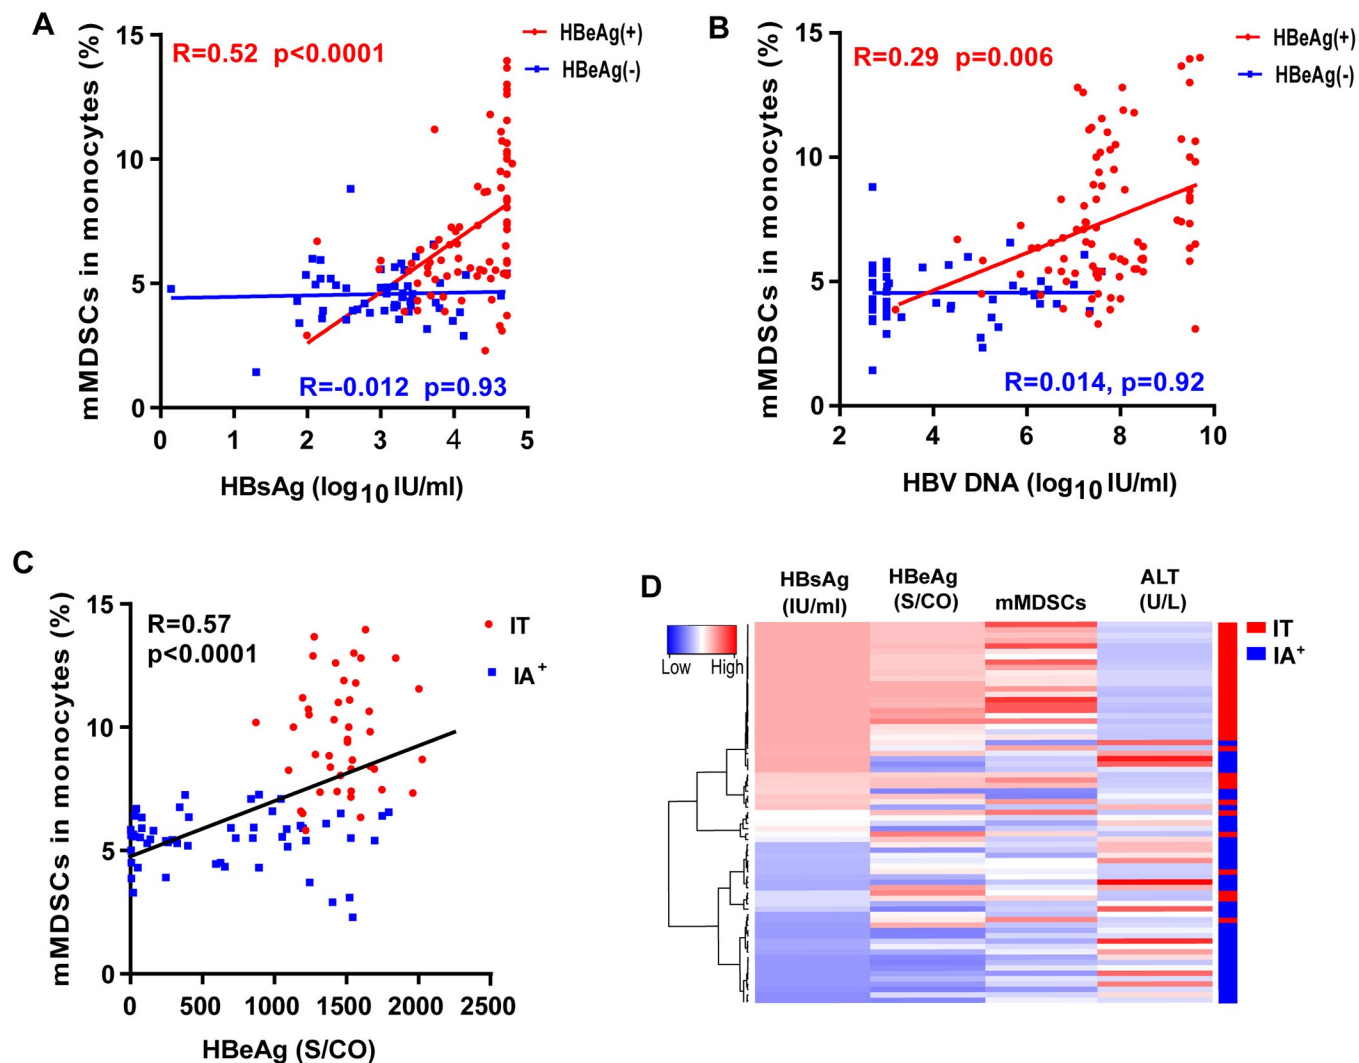 A
mMDSCs in monocytes (%)
15
10
5
0
R=0.52 p<0.0001
HBeAg(+)
HBeAg(-)
R=-0.012 p=0.93
0 1 2 3 4 5
HBsAg (log10 IU/ml)
B
mMDSCs in monocytes (%)
15
10
5
0
R=0.29 p=0.006
HBeAg(+)
HBeAg(-)
R=0.014, p=0.92
2 4 6 8 10
HBV DNA (log10 IU/ml)
C
mMDSCs in monocytes (%)
15
10
5
0
R=0.57
p<0.0001
IT
IA+
0 500 1000 1500 2000 2500
HBeAg (S/CO)
D
HBsAg
(IU/ml)
HBeAg
(S/CO)
mMDSCs
ALT
(U/L)
Low High
IT
IA+